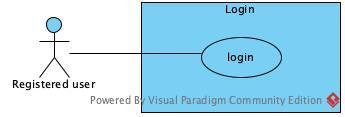 Login
login
Registered user
Powered By Visual Paradigm Community Edition